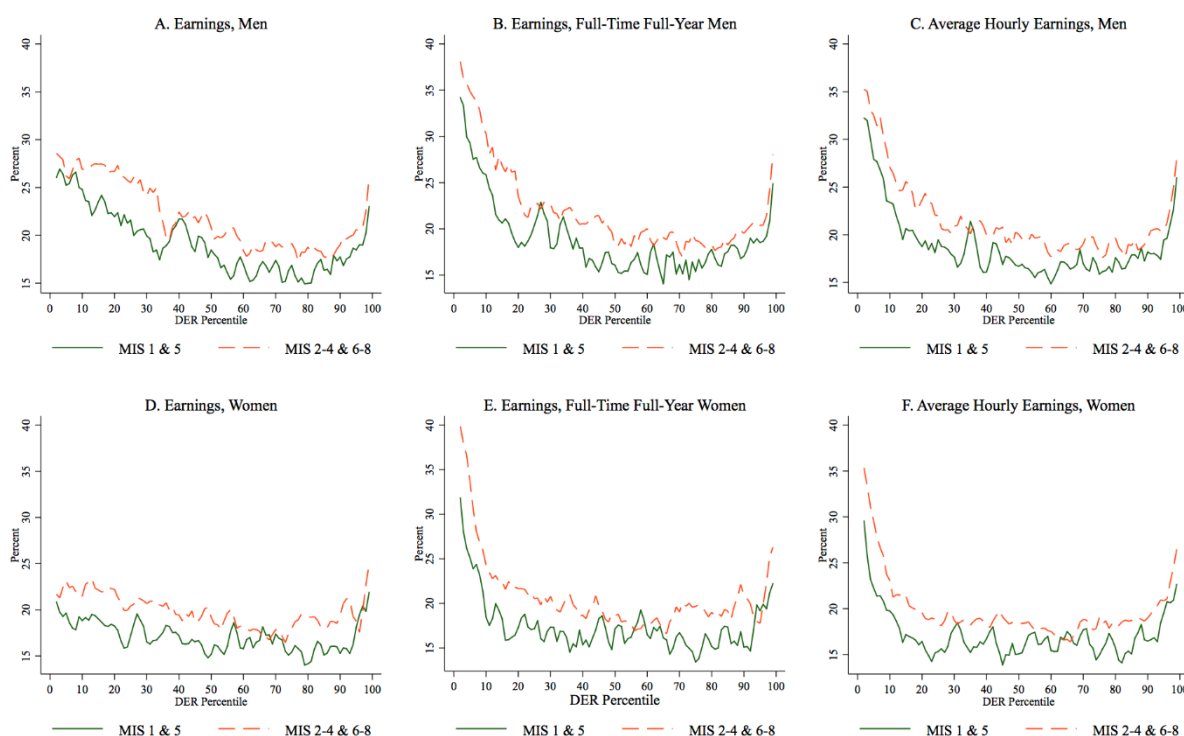 A. Earnings, Men
Percent
40
35
30
25
20
15
0 10 20 30 40 50 60 70 80 90 100
DER Percentile
MIS 1 & 5 MIS 2-4 & 6-8
B. Earnings, Full-Time Full-Year Men
Percent
40
35
30
25
20
15
0 10 20 30 40 50 60 70 80 90 100
DER Percentile
MIS 1 & 5 MIS 2-4 & 6-8
C. Average Hourly Earnings, Men
Percent
40
35
30
25
20
15
0 10 20 30 40 50 60 70 80 90 100
DER Percentile
MIS 1 & 5 MIS 2-4 & 6-8
D. Earnings, Women
Percent
40
35
30
25
20
15
0 10 20 30 40 50 60 70 80 90 100
DER Percentile
MIS 1 & 5 MIS 2-4 & 6-8
E. Earnings, Full-Time Full-Year Women
Percent
40
35
30
25
20
15
0 10 20 30 40 50 60 70 80 90 100
DER Percentile
MIS 1 & 5 MIS 2-4 & 6-8
F. Average Hourly Earnings, Women
Percent
40
35
30
25
20
15
0 10 20 30 40 50 60 70 80 90 100
DER Percentile
MIS 1 & 5 MIS 2-4 & 6-8